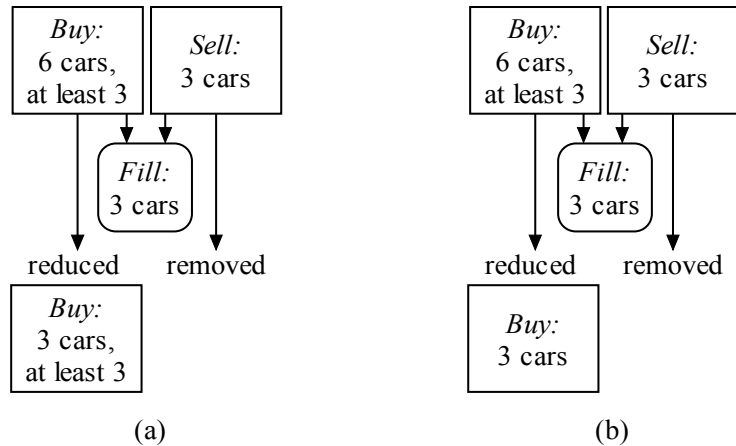 Buy:
6 cars,
at least 3
Sell:
3 cars
Fill:
3 cars
reduced
removed
Buy:
3 cars,
at least 3
(a)
Buy:
6 cars,
at least 3
Sell:
3 cars
Fill:
3 cars
reduced
removed
Buy:
3 cars
(b)